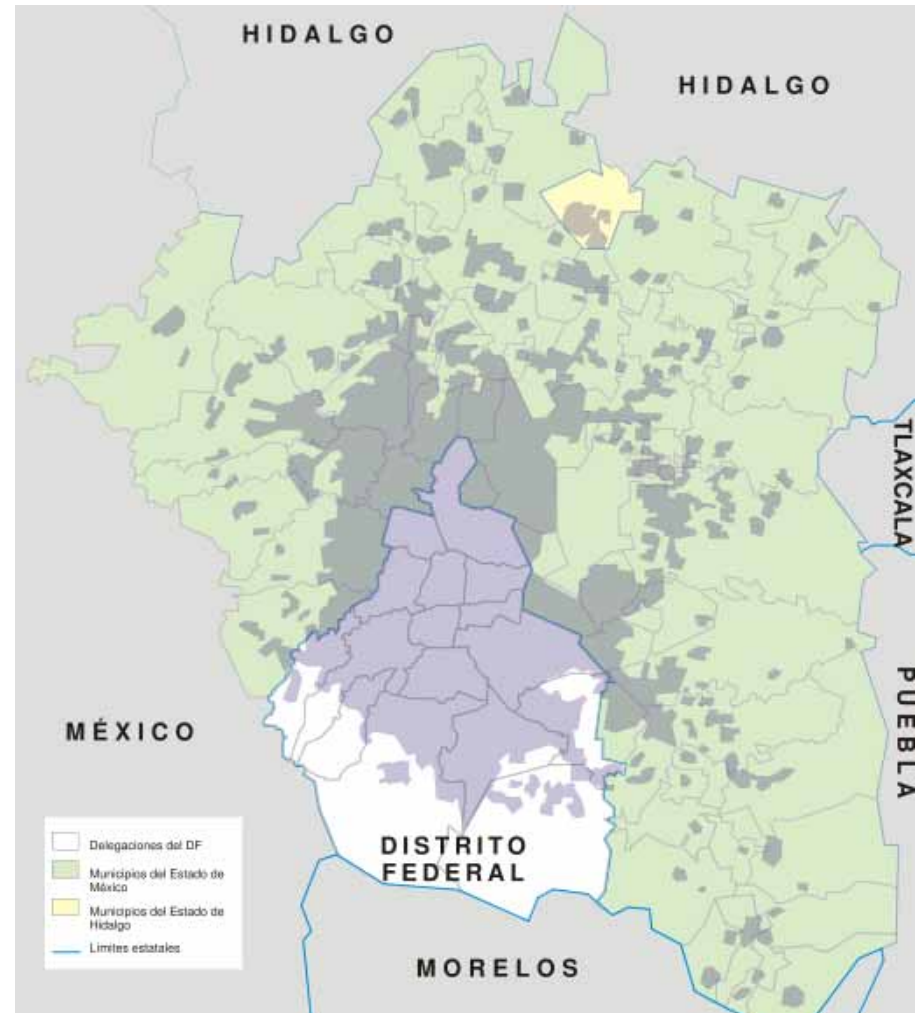 HIDALGO
HIDALGO
TLAXCALA
PUEBLA
MÉXICO
DISTRITO
FEDERAL
MORELOS
Delegaciones del DF
Municipios del Estado de
México
Municipios del Estado de
Hidalgo
Limites estatales